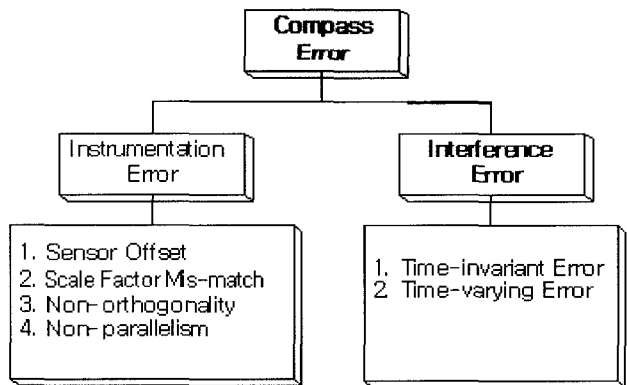 Compass
Error
Instrumentation
Error
Interference
Error
1. Sensor Offset
2. Scale Factor Mis-match
3. Non-orthogonality
4. Non-parallelism
1. Time-invariant Error
2. Time-varying Error